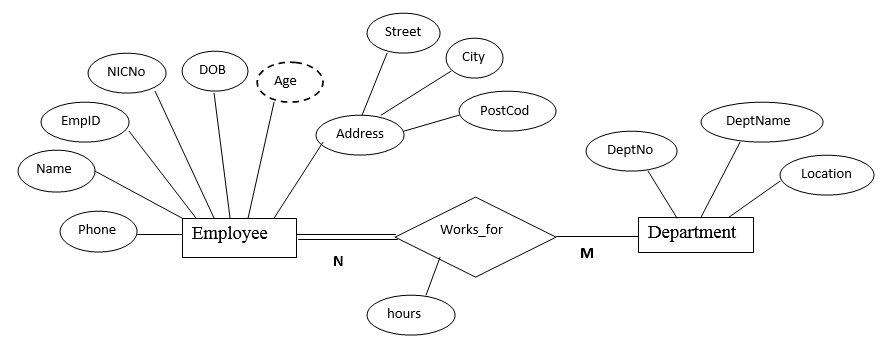 Street
City
NICNo
DOB
Age
PostCod
EmpID
Address
DeptName
DeptNo
Name
Location
Phone
Employee
Works_for
Department
N
M
hours